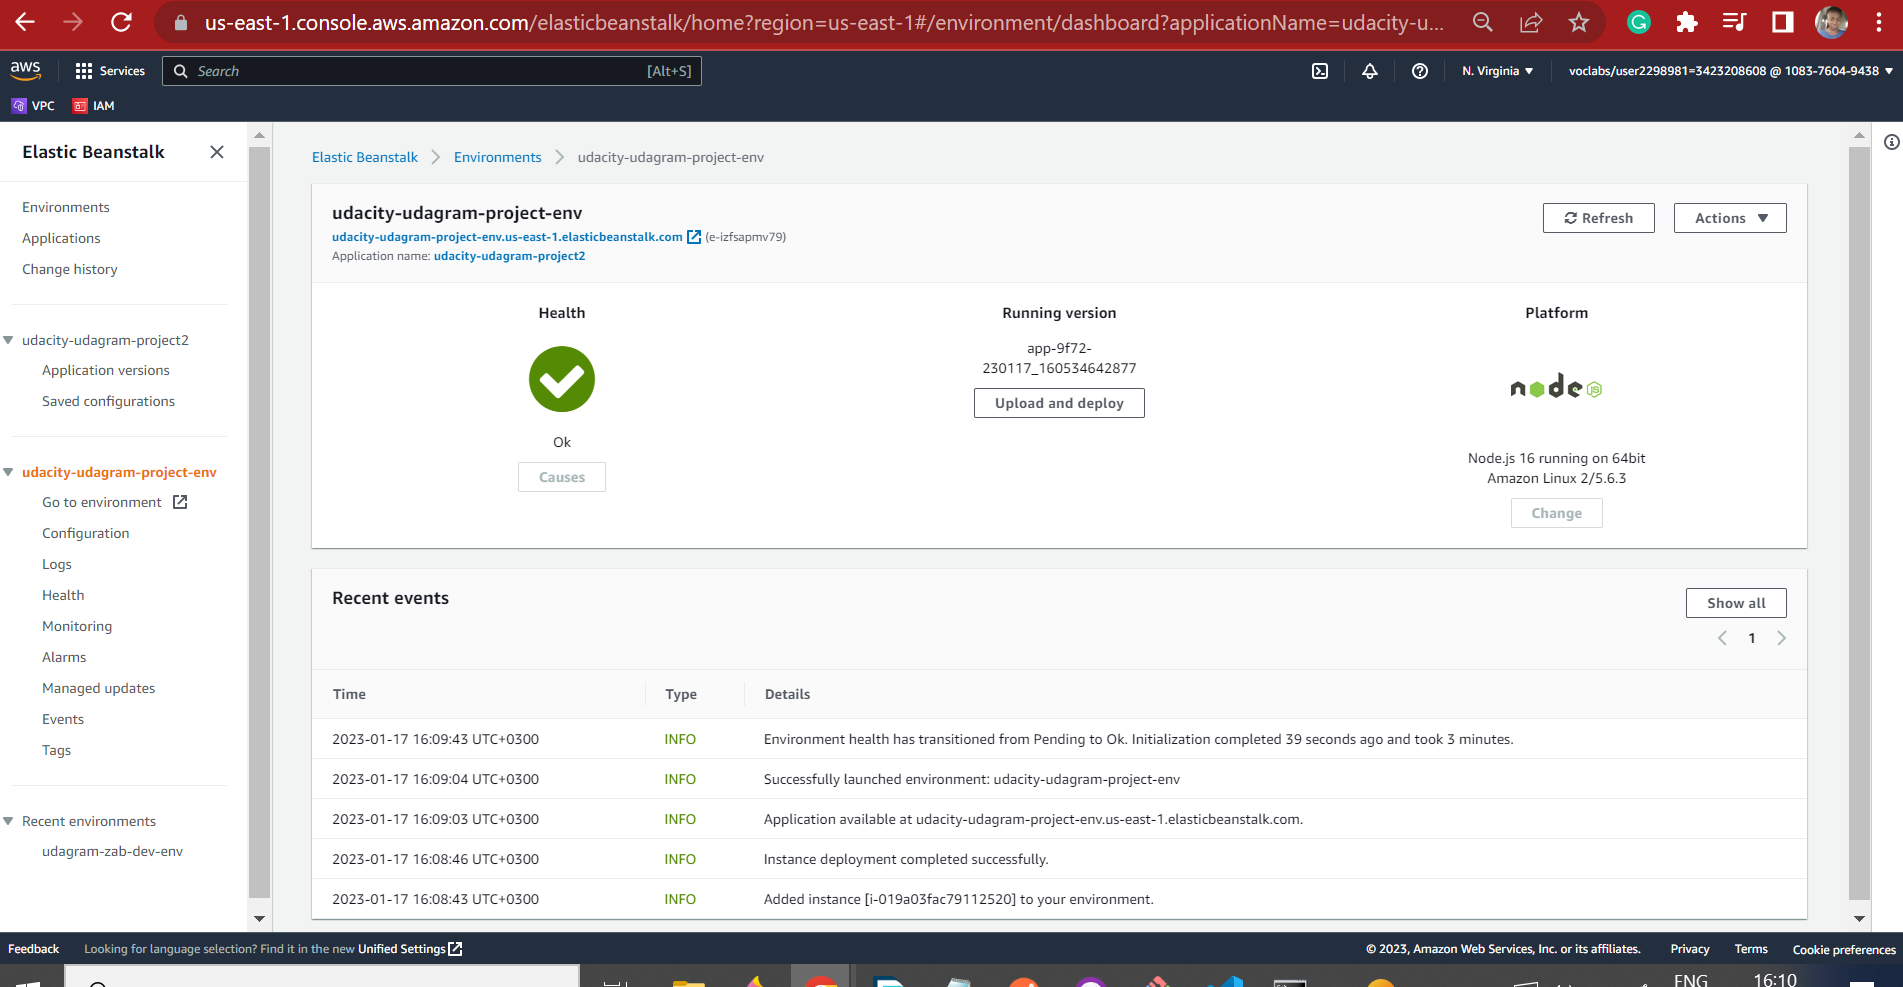 us-east-1.console.aws.amazon.com/elasticbeanstalk/home?region=us-east-1#/environment/dashboard?applicationName=udacity-u...
aws
Services
Search
[Alt+S]
N. Virginia
voclabs/user2298981=3423208608 @ 1083-7604-9438
VPC
IAM
Elastic Beanstalk
Environments
Applications
Change history
udacity-udagram-project2
Application versions
Saved configurations
udacity-udagram-project-env
Go to environment
Configuration
Logs
Health
Monitoring
Alarms
Managed updates
Events
Tags
Recent environments
udagram-zab-dev-env
Elastic Beanstalk
Environments
udacity-udagram-project-env
udacity-udagram-project-env
udacity-udagram-project-env.us-east-1.elasticbeanstalk.com (e-izfsapmv79)
Application name: udacity-udagram-project2
Refresh
Actions
Health
Ok
Causes
Running version
app-9f72-
230117_160534642877
Upload and deploy
Platform
node
JS
Node.js 16 running on 64bit
Amazon Linux 2/5.6.3
Change
Recent events
Show all
1
Time Type Details
2023-01-17 16:09:43 UTC+0300 INFO Environment health has transitioned from Pending to Ok. Initialization completed 39 seconds ago and took 3 minutes.
2023-01-17 16:09:04 UTC+0300 INFO Successfully launched environment: udacity-udagram-project-env
2023-01-17 16:09:03 UTC+0300 INFO Application available at udacity-udagram-project-env.us-east-1.elasticbeanstalk.com.
2023-01-17 16:08:46 UTC+0300 INFO Instance deployment completed successfully.
2023-01-17 16:08:43 UTC+0300 INFO Added instance [i-019a03fac79112520] to your environment.
Feedback
Looking for language selection? Find it in the new Unified Settings
© 2023, Amazon Web Services, Inc. or its affiliates.
Privacy
Terms
Cookie preferences
ENG
16:10